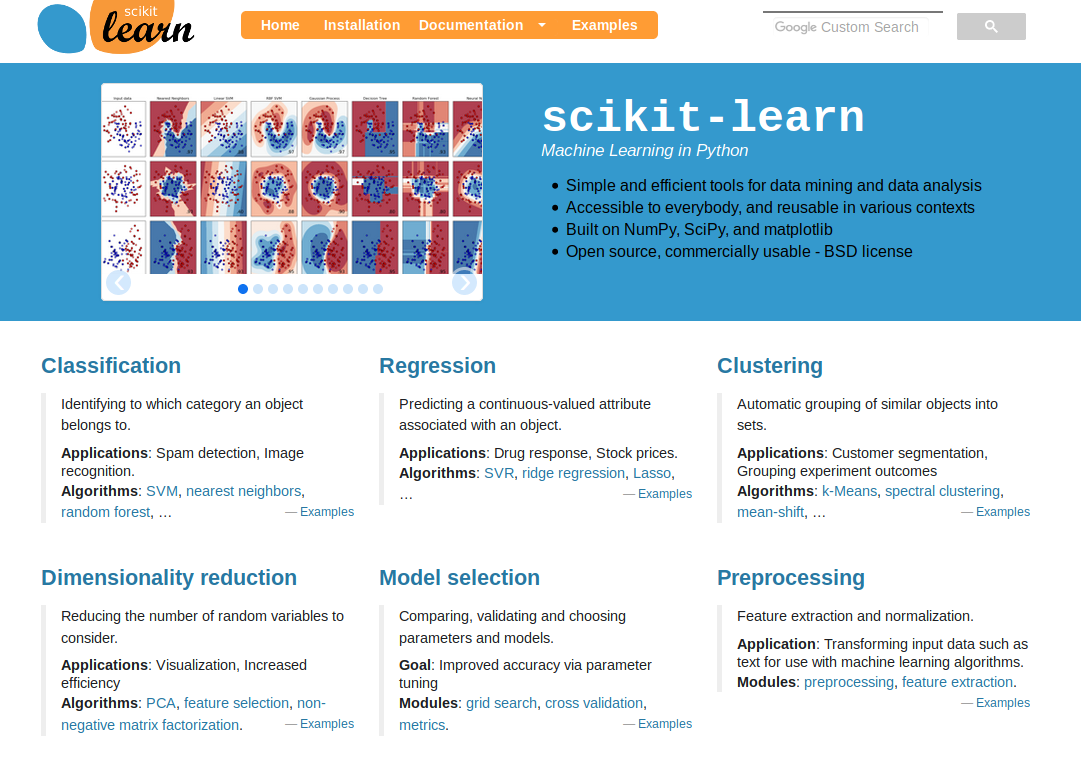 scikit
learn
Home Installation Documentation Examples
Google Custom Search
Input data Nearest Neighbors Linear SVM RBF SVM Gaussian Process Decision Tree Random Forest
scikit-learn
Machine Learning in Python
Simple and efficient tools for data mining and data analysis
Accessible to everybody, and reusable in various contexts
Built on NumPy, SciPy, and matplotlib
Open source, commercially usable - BSD license
Classification
Identifying to which category an object
belongs to.
Applications: Spam detection, Image
recognition.
Algorithms: SVM, nearest neighbors,
random forest, … — Examples
Regression
Predicting a continuous-valued attribute
associated with an object.
Applications: Drug response, Stock prices.
Algorithms: SVR, ridge regression, Lasso,
… — Examples
Clustering
Automatic grouping of similar objects into
sets.
Applications: Customer segmentation,
Grouping experiment outcomes
Algorithms: k-Means, spectral clustering,
mean-shift, … — Examples
Dimensionality reduction
Reducing the number of random variables to
consider.
Applications: Visualization, Increased
efficiency
Algorithms: PCA, feature selection, non-
negative matrix factorization. — Examples
Model selection
Comparing, validating and choosing
parameters and models.
Goal: Improved accuracy via parameter
tuning
Modules: grid search, cross validation,
metrics. — Examples
Preprocessing
Feature extraction and normalization.
Application: Transforming input data such as
text for use with machine learning algorithms.
Modules: preprocessing, feature extraction.
— Examples